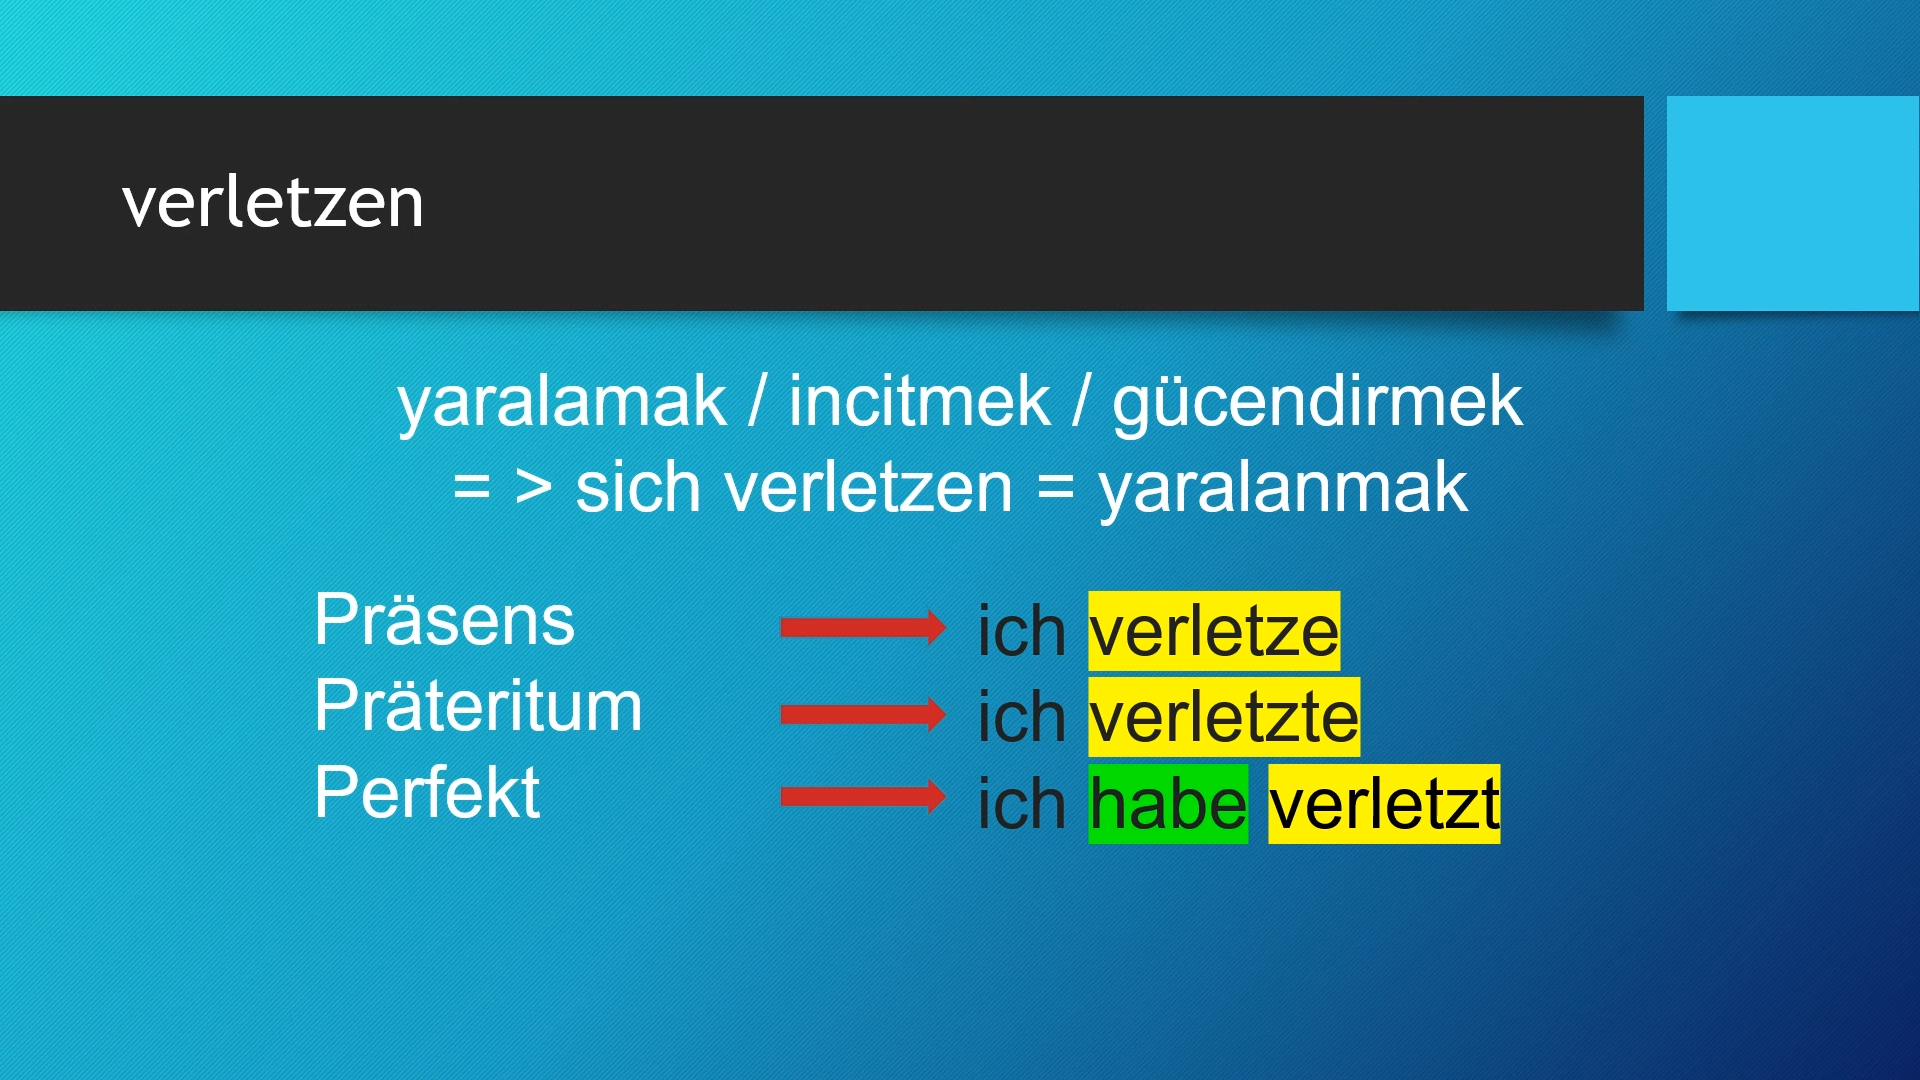 verletzen
yaralamak / incitmek / gücendirmek
= > sich verletzen = yaralanmak
Präsens ich verletze
Präteritum ich verletzte
Perfekt ich habe verletzt